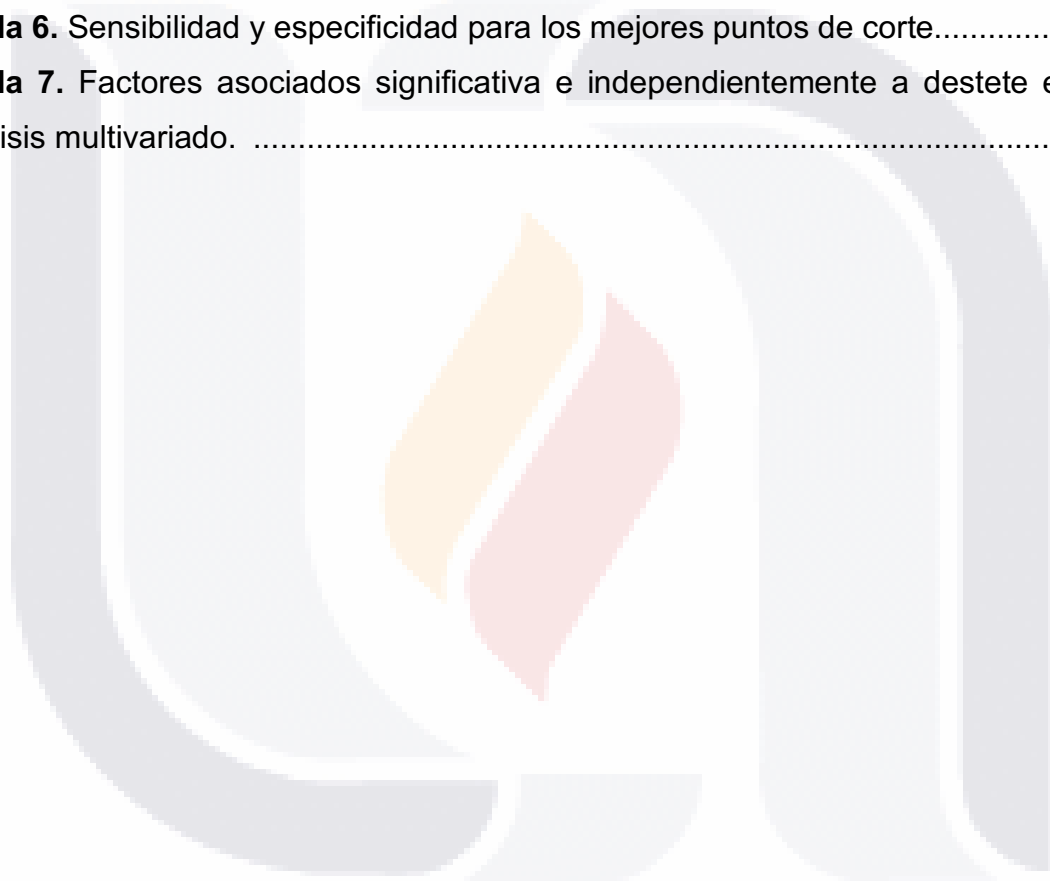 la 6. Sensibilidad y especificidad para los mejores puntos de corte.............
la 7. Factores asociados significativa e independientemente a destete e
isis multivariado. ..........................................................................................